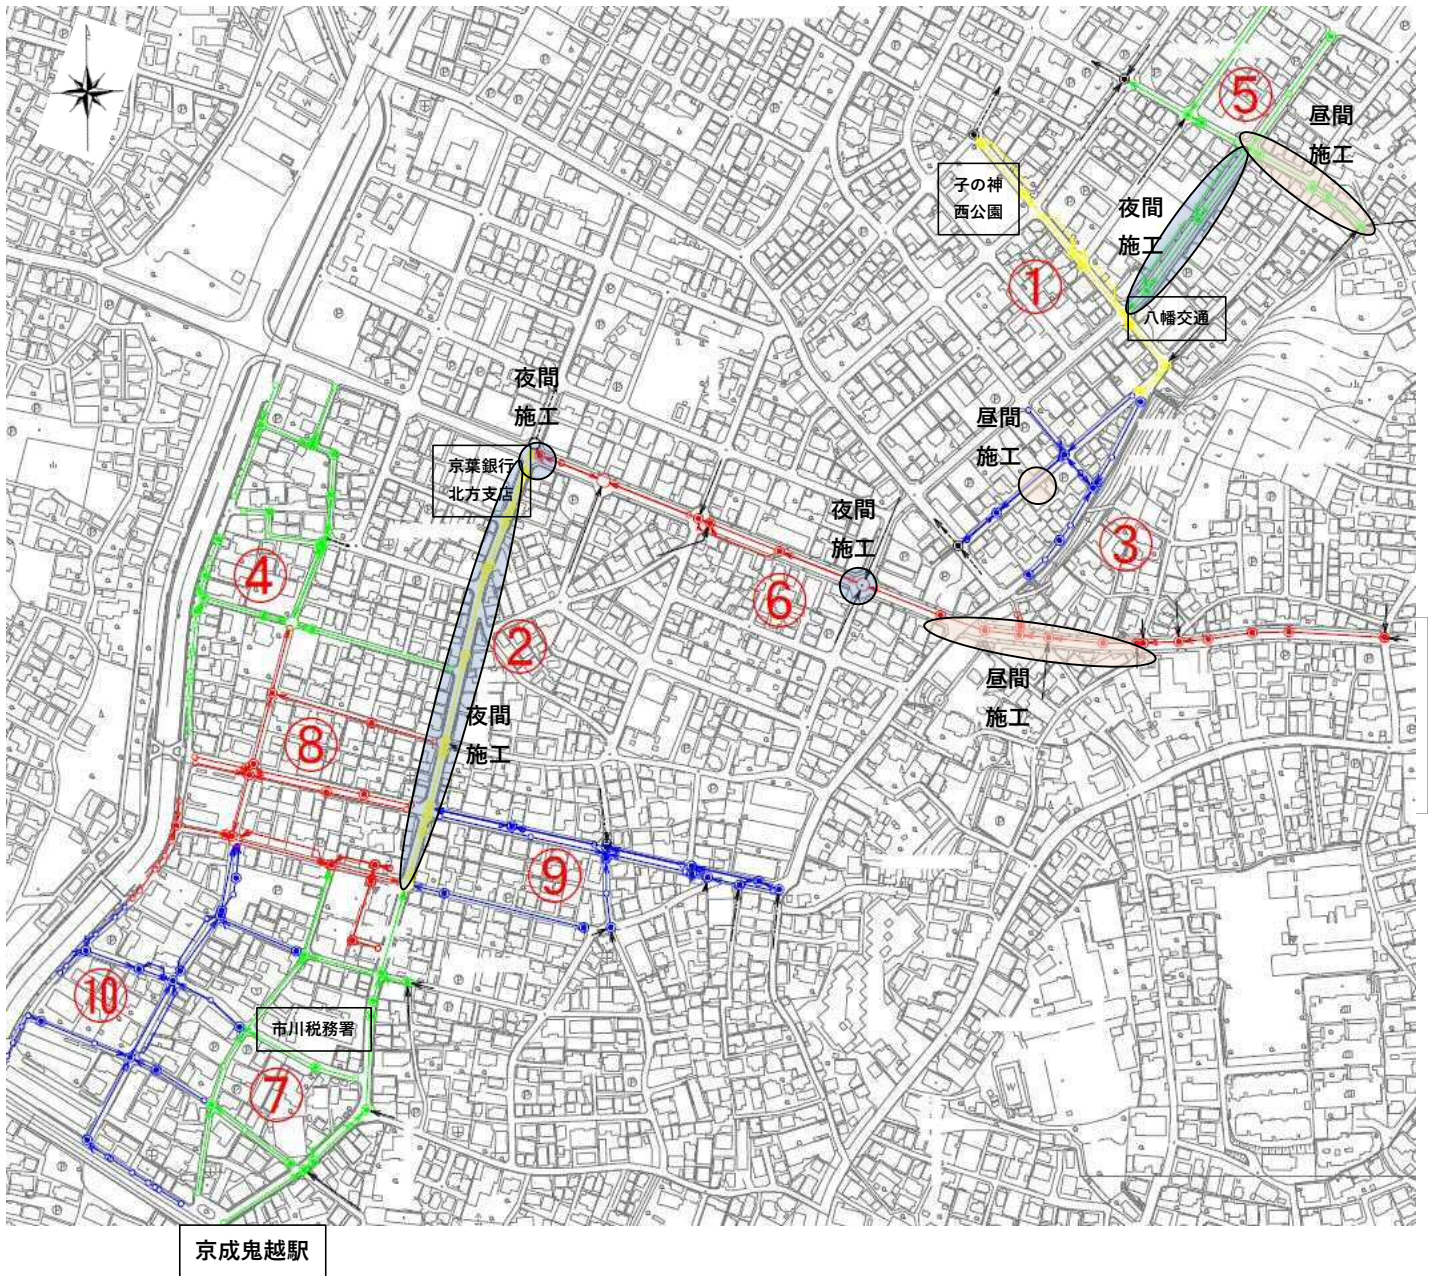 ⑤
昼間
施工
子の神
西公園
夜間
施工
①
八幡交通
夜間
施工
昼間
施工
京葉銀行
北方支店
夜間
施工
③
④
⑥
②
昼間
施工
夜間
施工
⑧
⑨
⑩
市川税務署
⑦
京成鬼越駅